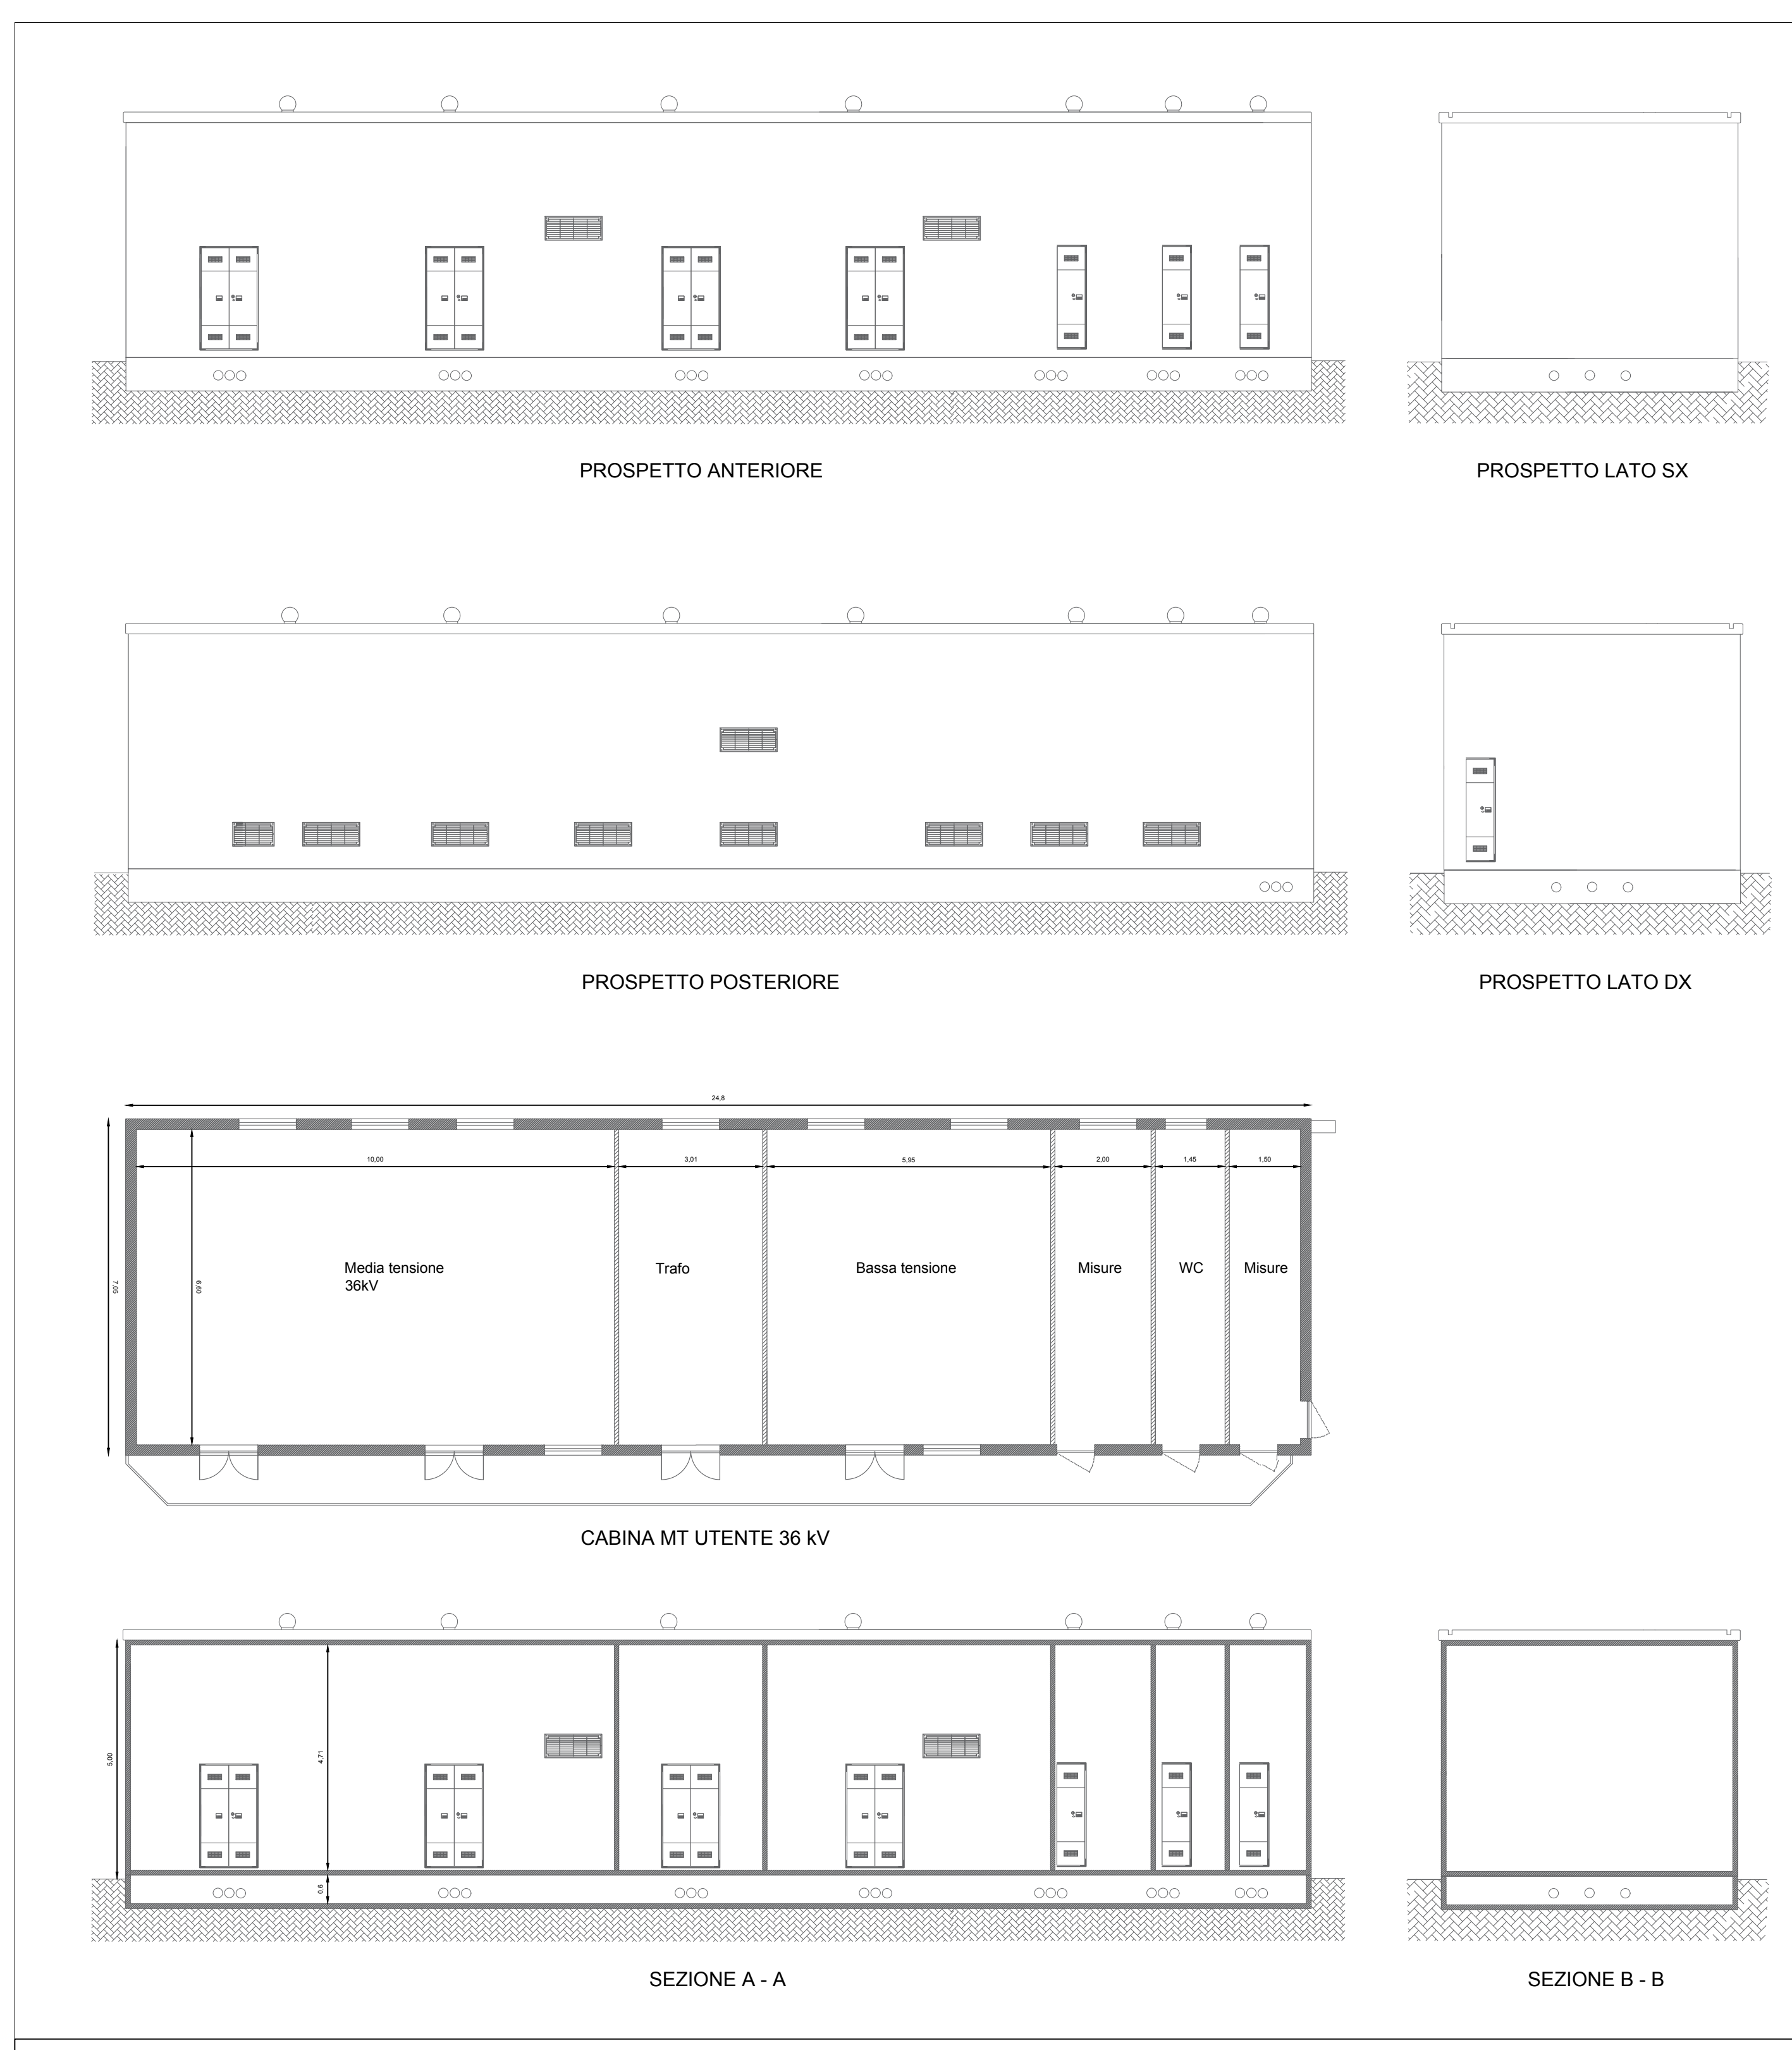 PROSPETTO ANTERIORE
PROSPETTO LATO SX
PROSPETTO POSTERIORE
PROSPETTO LATO DX
24,8
10,00
3,01
5,95
2,00
1,45
1,50
7,05
6,60
Media tensione
36kV
Trafo
Bassa tensione
Misure
WC
Misure
CABINA MT UTENTE 36 kV
5,00
4,71
0,6
SEZIONE A - A
SEZIONE B - B